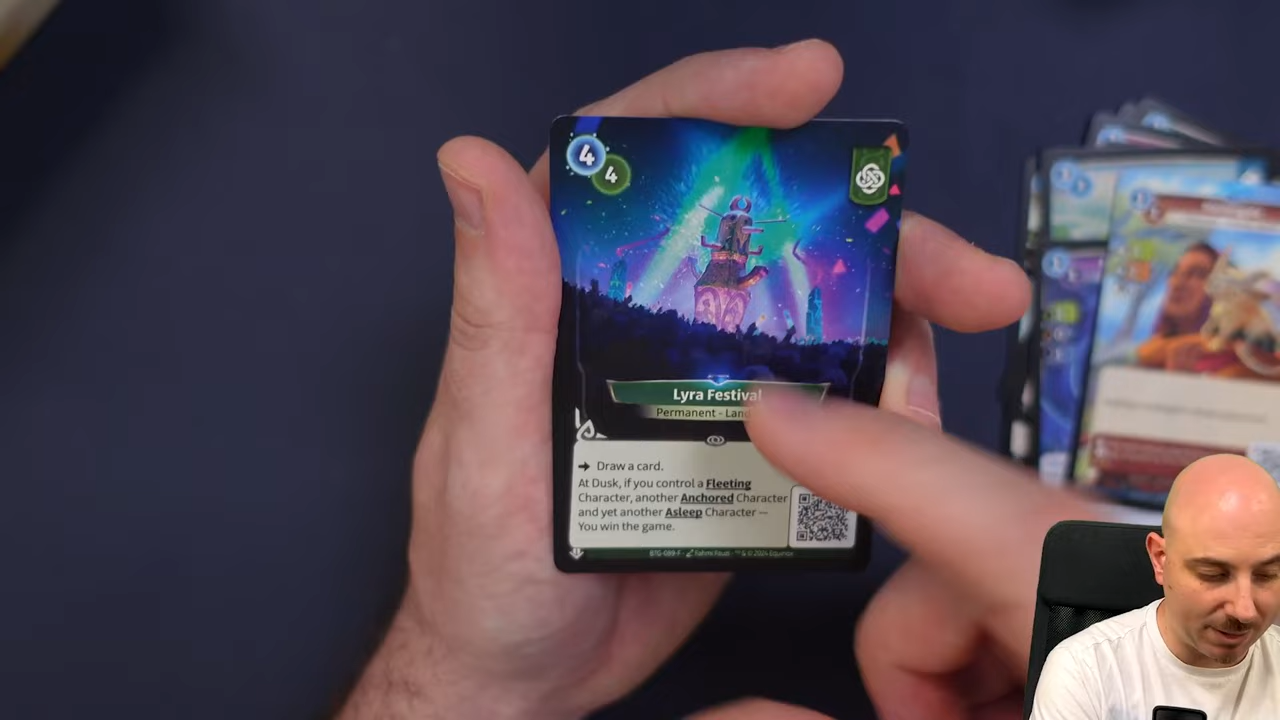 4
4
Lyra Festival
Permanent -
Draw a card.
At Dusk, if you control a Fleeting
Character, another Anchored Character
and yet another Asleep Character —
You win the game.